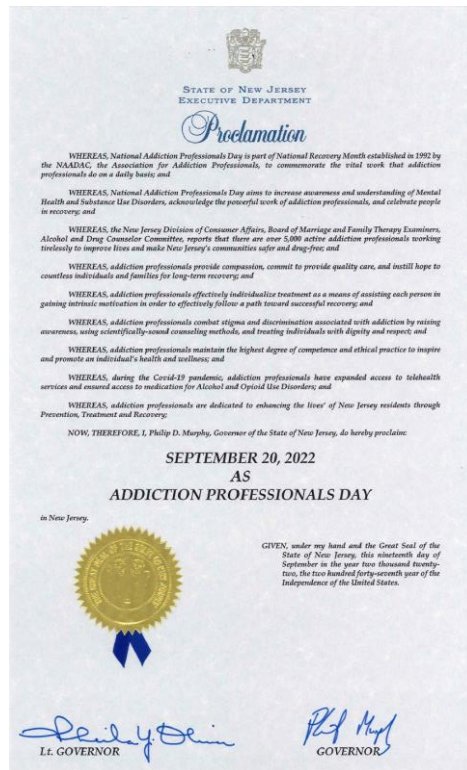 STATE OF NEW JERSEY
EXECUTIVE DEPARTMENT
Proclamation
WHEREAS, National Addiction Professionals Day is part of National Recovery Month established in 1992 by
the NAADAC, the Association for Addiction Professionals, to commemorate the vital work that addiction
professionals do on a daily basis; and
WHEREAS, National Addiction Professionals Day aims to increase awareness and understanding of Mental
Health and Substance Use Disorders, acknowledge the powerful work of addiction professionals, and celebrate people
in recovery; and
WHEREAS, the New Jersey Division of Consumer Affairs, Board of Marriage and Family Therapy Examiners,
Alcohol and Drug Counselor Committee, reports that there are over 5,000 active addiction professionals working
tirelessly to improve lives and make New Jersey's communities safer and drug-free; and
WHEREAS, addiction professionals provide compassion, commit to provide quality care, and instill hope to
countless individuals and families for long-term recovery; and
WHEREAS, addiction professionals effectively individualize treatment as a means of assisting each person in
gaining intrinsic motivation in order to effectively follow a path toward successful recovery; and
WHEREAS, addiction professionals combat stigma and discrimination associated with addiction by raising
awareness, using scientifically-sound counseling methods, and treating individuals with dignity and respect; and
WHEREAS, addiction professionals maintain the highest degree of competence and ethical practice to inspire
and promote an individual's health and wellness; and
WHEREAS, during the Covid-19 pandemic, addiction professionals have expanded access to telehealth
services and ensured access to medication for Alcohol and Opioid Use Disorders; and
WHEREAS, addiction professionals are dedicated to enhancing the lives' of New Jersey residents through
Prevention, Treatment and Recovery;
NOW, THEREFORE, I, Philip D. Murphy, Governor of the State of New Jersey, do hereby proclaim:
SEPTEMBER 20, 2022
AS
ADDICTION PROFESSIONALS DAY
in New Jersey.
GIVEN, under my hand and the Great Seal of the
State of New Jersey, this nineteenth day of
September in the year two thousand twenty-
two, the two hundred forty-seventh year of the
Independence of the United States.
Lt. GOVERNOR
GOVERNOR